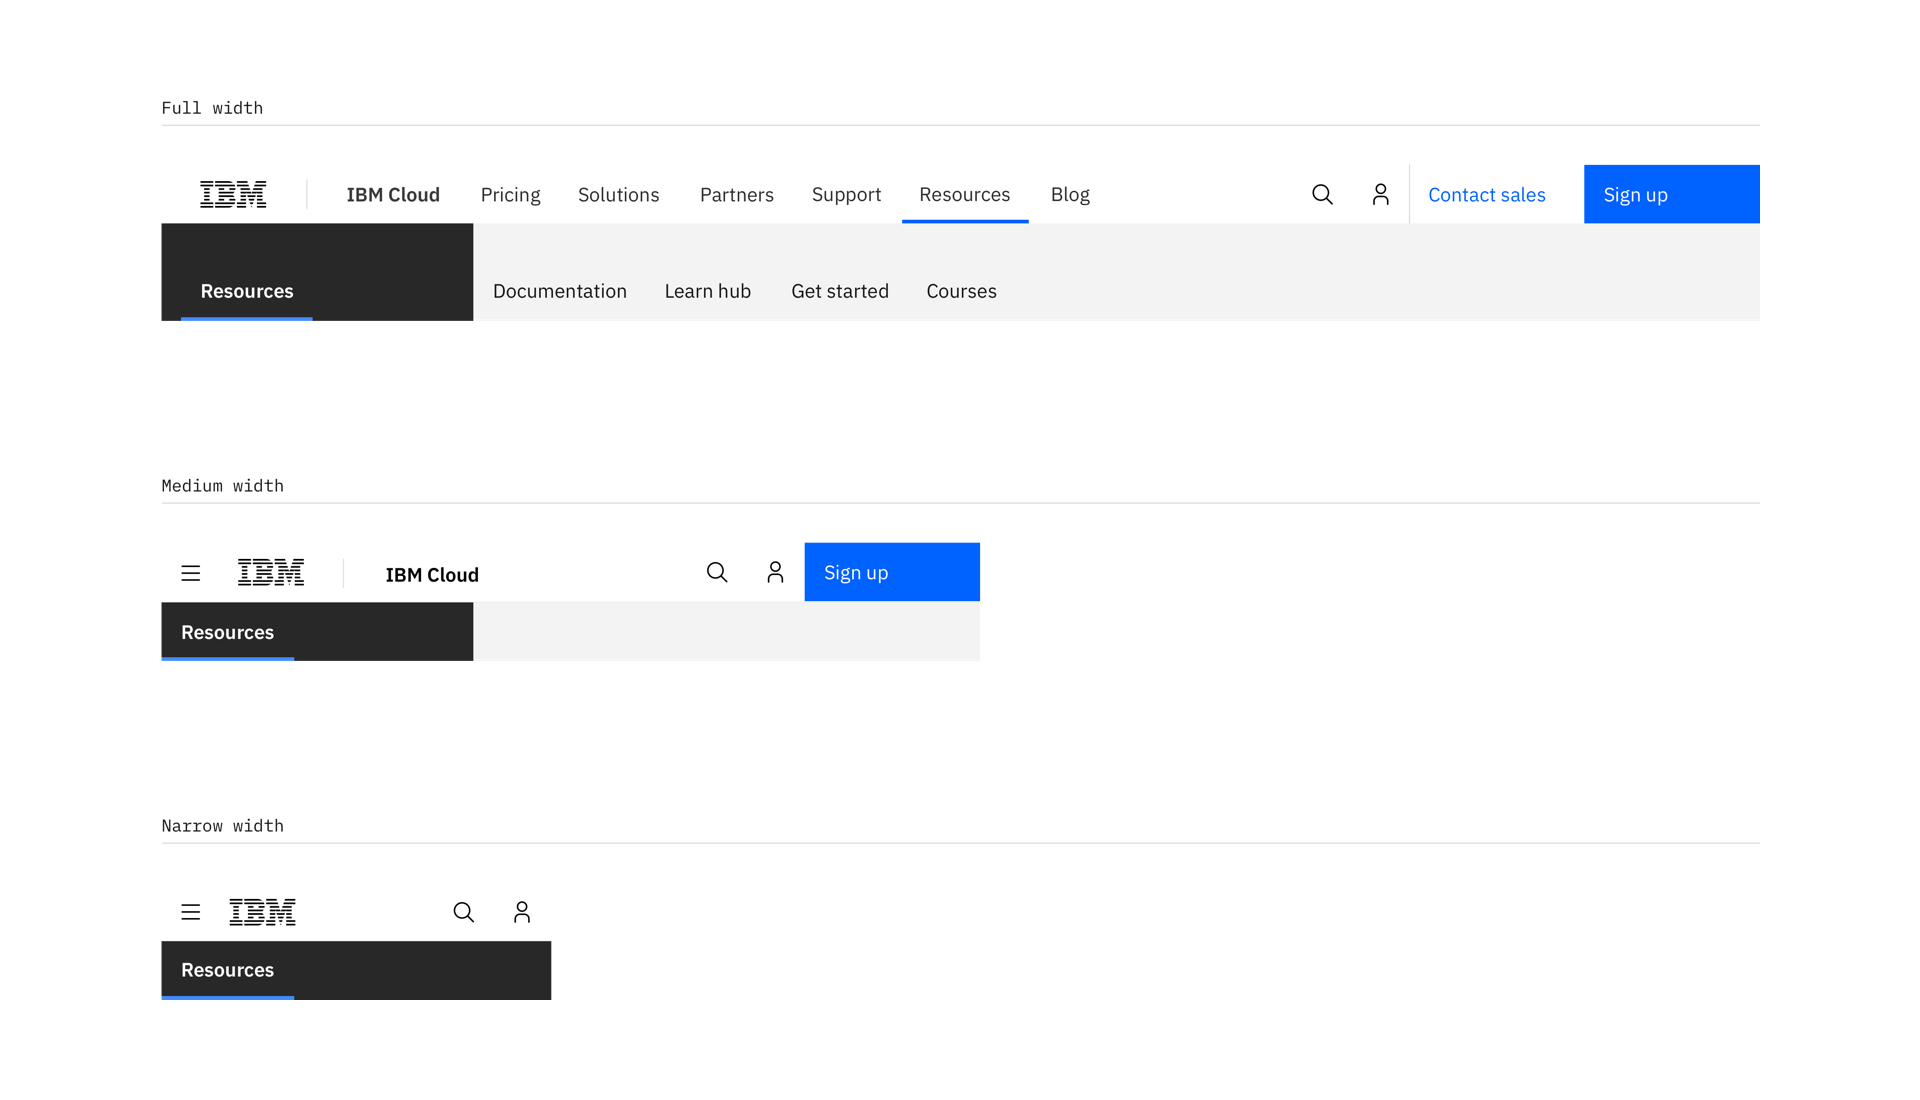 Full width
IBM IBM Cloud Pricing Solutions Partners Support Resources Blog Contact sales Sign up
Resources Documentation Learn hub Get started Courses
Medium width
IBM IBM Cloud Sign up
Resources
Narrow width
IBM
Resources